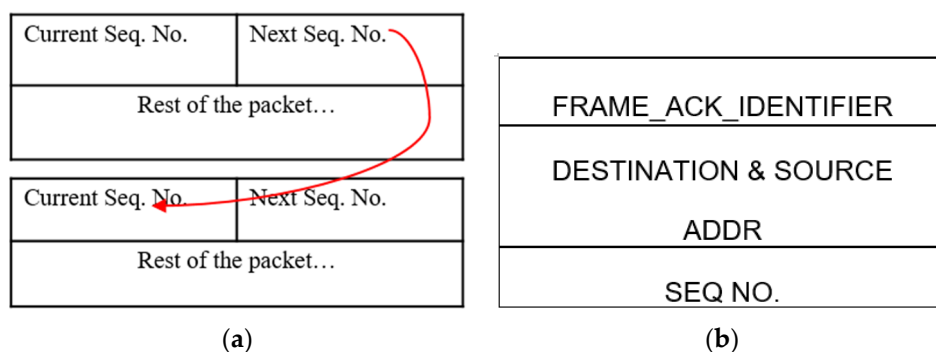 Current Seq. No. Next Seq. No.
Rest of the packet…
Current Seq. No. Next Seq. No.
Rest of the packet…
(a)
FRAME_ACK_IDENTIFIER
DESTINATION & SOURCE
ADDR
SEQ NO.
(b)